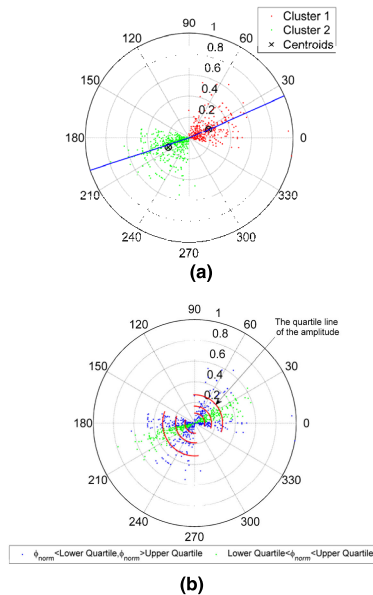 90 1
120 60
0.8
0.6
150 30
0.4
0.2
180 0
210 330
240 300
270
Cluster 1
Cluster 2
Centroids
(a)
90 1
120 60
0.8
0.6
150 30
0.4
0.2
180 0
210 330
240 300
270
The quartile line
of the amplitude
ϕnorm<Lower Quartile,ϕnorm>Upper Quartile
Lower Quartile<ϕnorm<Upper Quartile
(b)